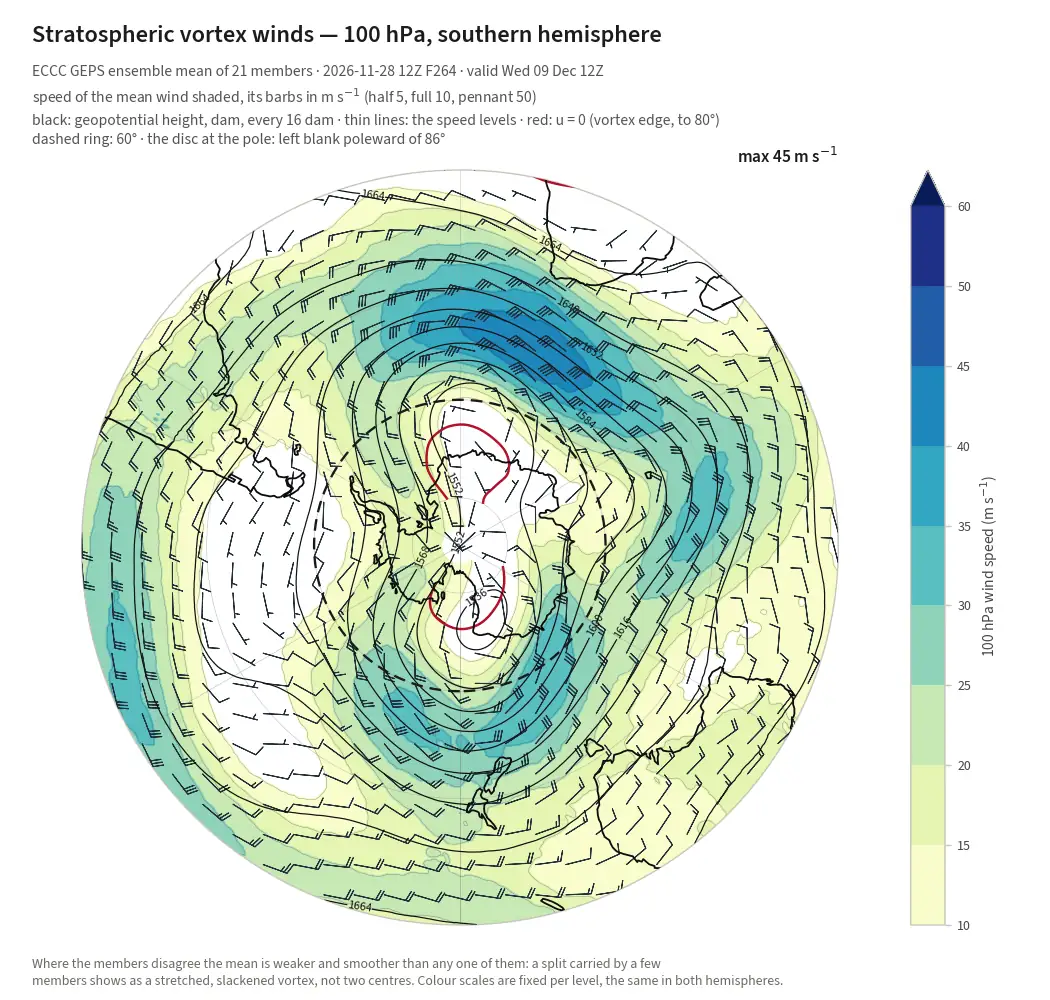 Stratospheric vortex winds — 100 hPa, southern hemisphere
ECCC GEPS ensemble mean of 21 members · 2026-11-28 12Z F264 · valid Wed 09 Dec 12Z
speed of the mean wind shaded, its barbs in m s⁻¹ (half 5, full 10, pennant 50)
black: geopotential height, dam, every 16 dam · thin lines: the speed levels · red: u = 0 (vortex edge, to 80°)
dashed ring: 60° · the disc at the pole: left blank poleward of 86°
max 45 m s⁻¹
1664
1664
1664
1648
1632
1584
1552
1552
1568
1536
1600
1616
1664
60
50
45
40
35
30
25
20
15
10
100 hPa wind speed (m s⁻¹)
Where the members disagree the mean is weaker and smoother than any one of them: a split carried by a few
members shows as a stretched, slackened vortex, not two centres. Colour scales are fixed per level, the same in both hemispheres.